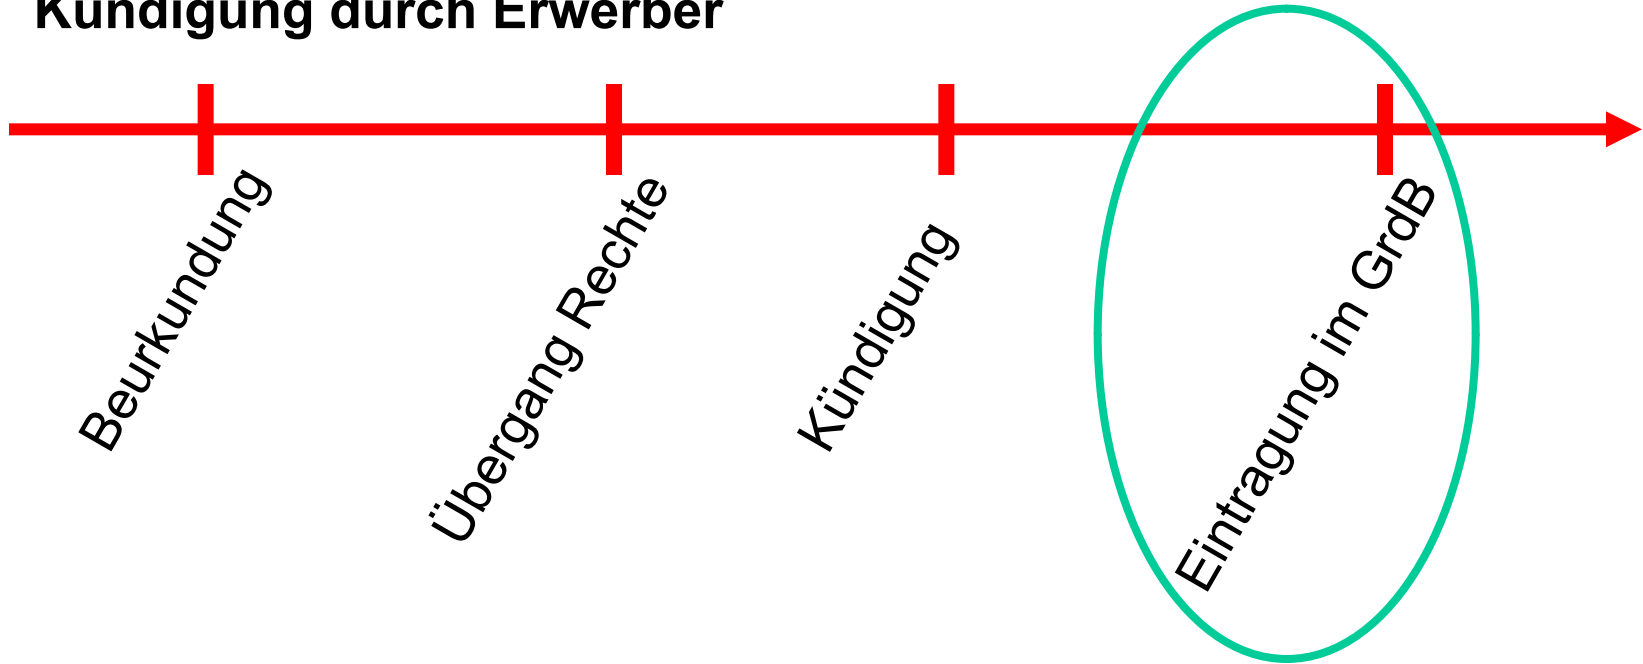 Kündigung durch Erwerber
Beurkundung
Übergang Rechte
Kündigung
Eintragung im GrdB